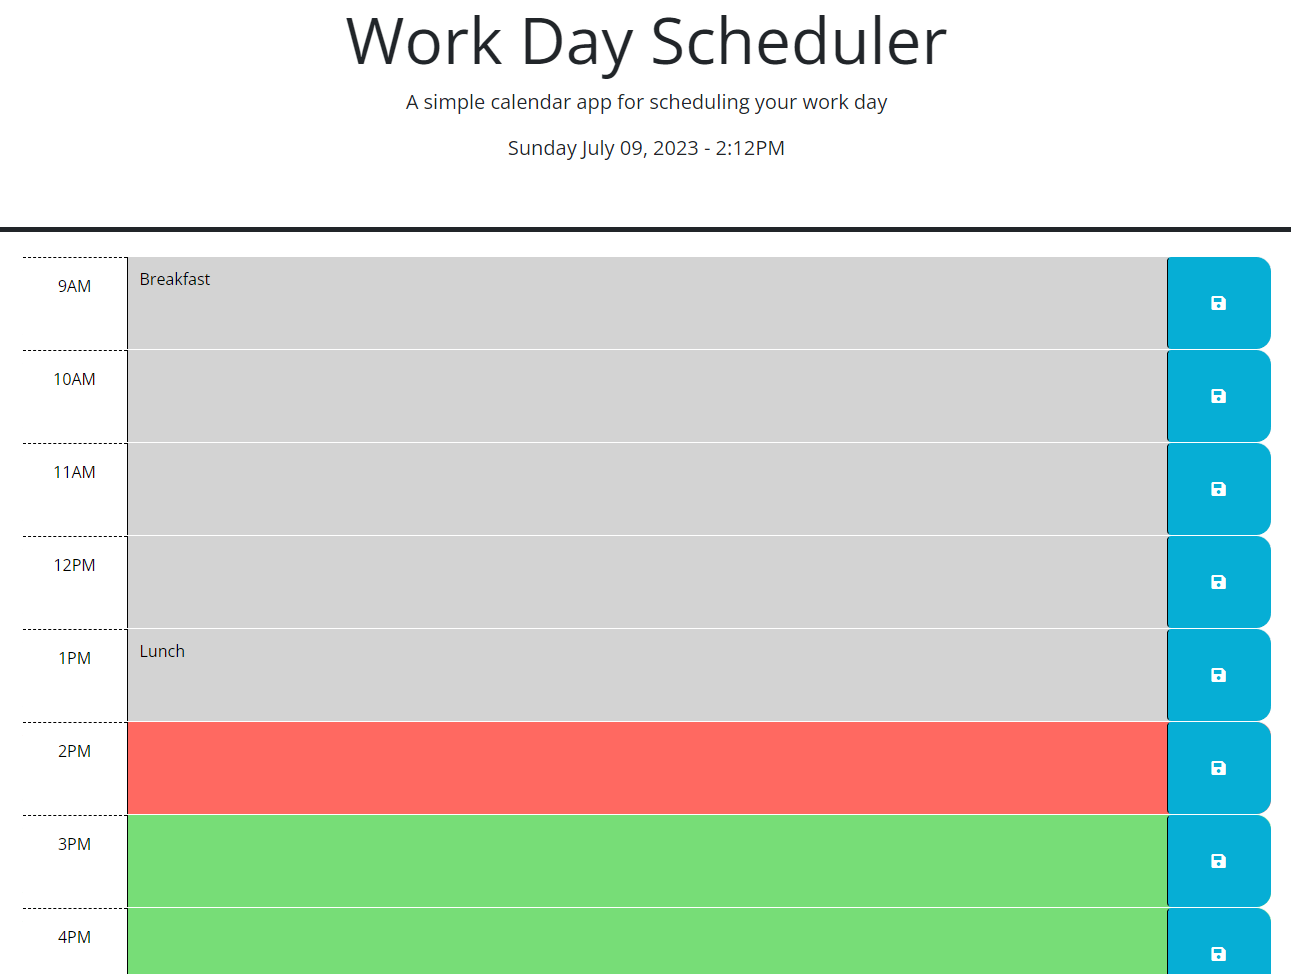 Work Day Scheduler
A simple calendar app for scheduling your work day
Sunday July 09, 2023 - 2:12PM
9AM
Breakfast
10AM
11AM
12PM
1PM
Lunch
2PM
3PM
4PM